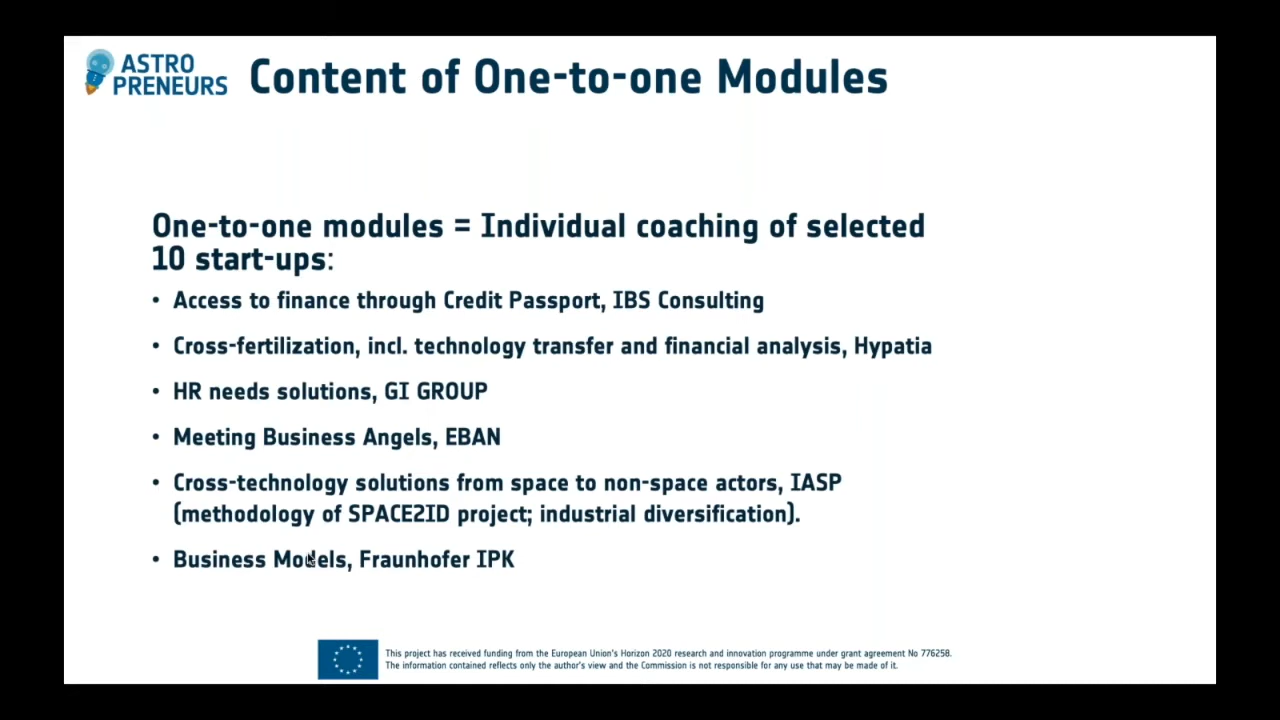 ASTRO
PRENEURS
Content of One-to-one Modules
One-to-one modules = Individual coaching of selected
10 start-ups:
• Access to finance through Credit Passport, IBS Consulting
• Cross-fertilization, incl. technology transfer and financial analysis, Hypatia
• HR needs solutions, GI GROUP
• Meeting Business Angels, EBAN
• Cross-technology solutions from space to non-space actors, IASP
(methodology of SPACE2ID project; industrial diversification).
• Business Models, Fraunhofer IPK
This project has received funding from the European Union's Horizon 2020 research and innovation programme under grant agreement No 776258.
The information contained reflects only the author's view and the Commission is not responsible for any use that may be made of it.